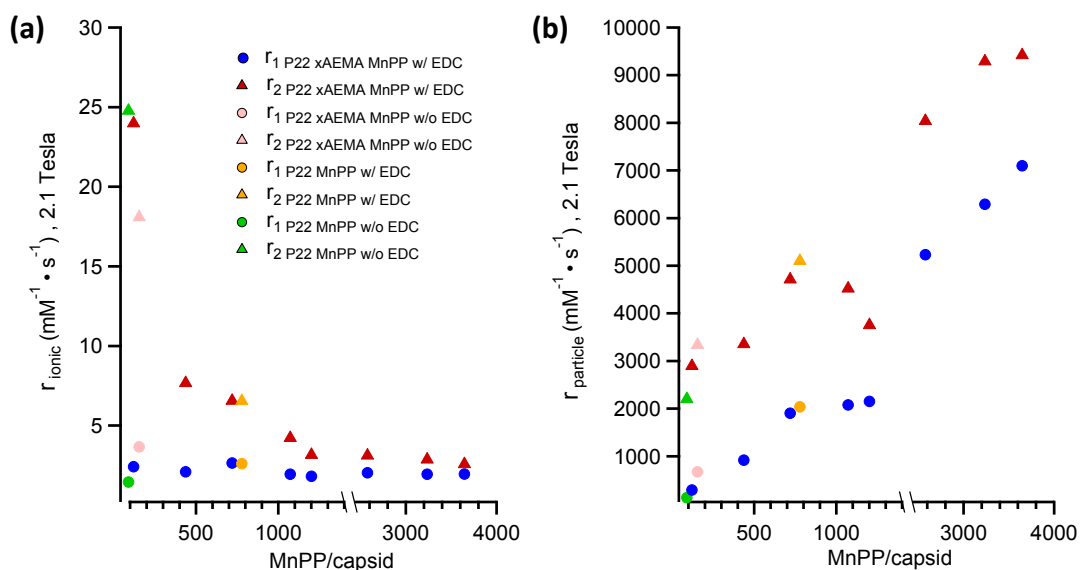 (a)
30
25
20
15
10
5
r ionic (mM⁻¹ • s⁻¹) , 2.1 Tesla
r₁ P22 xAEMA MnPP w/ EDC
r₂ P22 xAEMA MnPP w/ EDC
r₁ P22 xAEMA MnPP w/o EDC
r₂ P22 xAEMA MnPP w/o EDC
r₁ P22 MnPP w/ EDC
r₂ P22 MnPP w/ EDC
r₁ P22 MnPP w/o EDC
r₂ P22 MnPP w/o EDC
500 1000 3000 4000
MnPP/capsid
(b)
10000
9000
8000
7000
6000
5000
4000
3000
2000
1000
r particle (mM⁻¹ • s⁻¹) , 2.1 Tesla
500 1000 3000 4000
MnPP/capsid